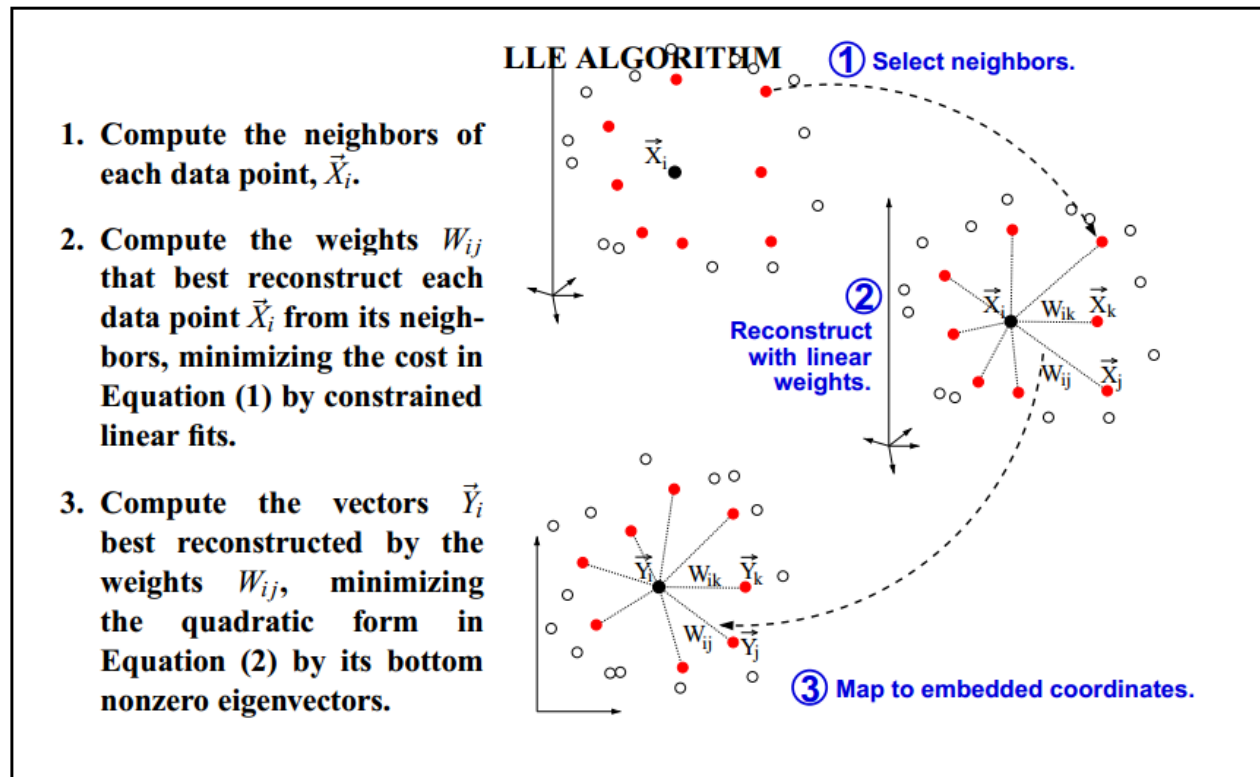 LLE ALGORITHM
1. Compute the neighbors of
each data point, X⃗i.
2. Compute the weights Wij
that best reconstruct each
data point X⃗i from its neigh-
bors, minimizing the cost in
Equation (1) by constrained
linear fits.
3. Compute the vectors Y⃗i
best reconstructed by the
weights Wij, minimizing
the quadratic form in
Equation (2) by its bottom
nonzero eigenvectors.
1 Select neighbors.
X⃗i
2
Reconstruct
with linear
weights.
X⃗i
Wik
X⃗k
Wij
X⃗j
Y⃗i
Wik
Y⃗k
Wij
Y⃗j
3 Map to embedded coordinates.